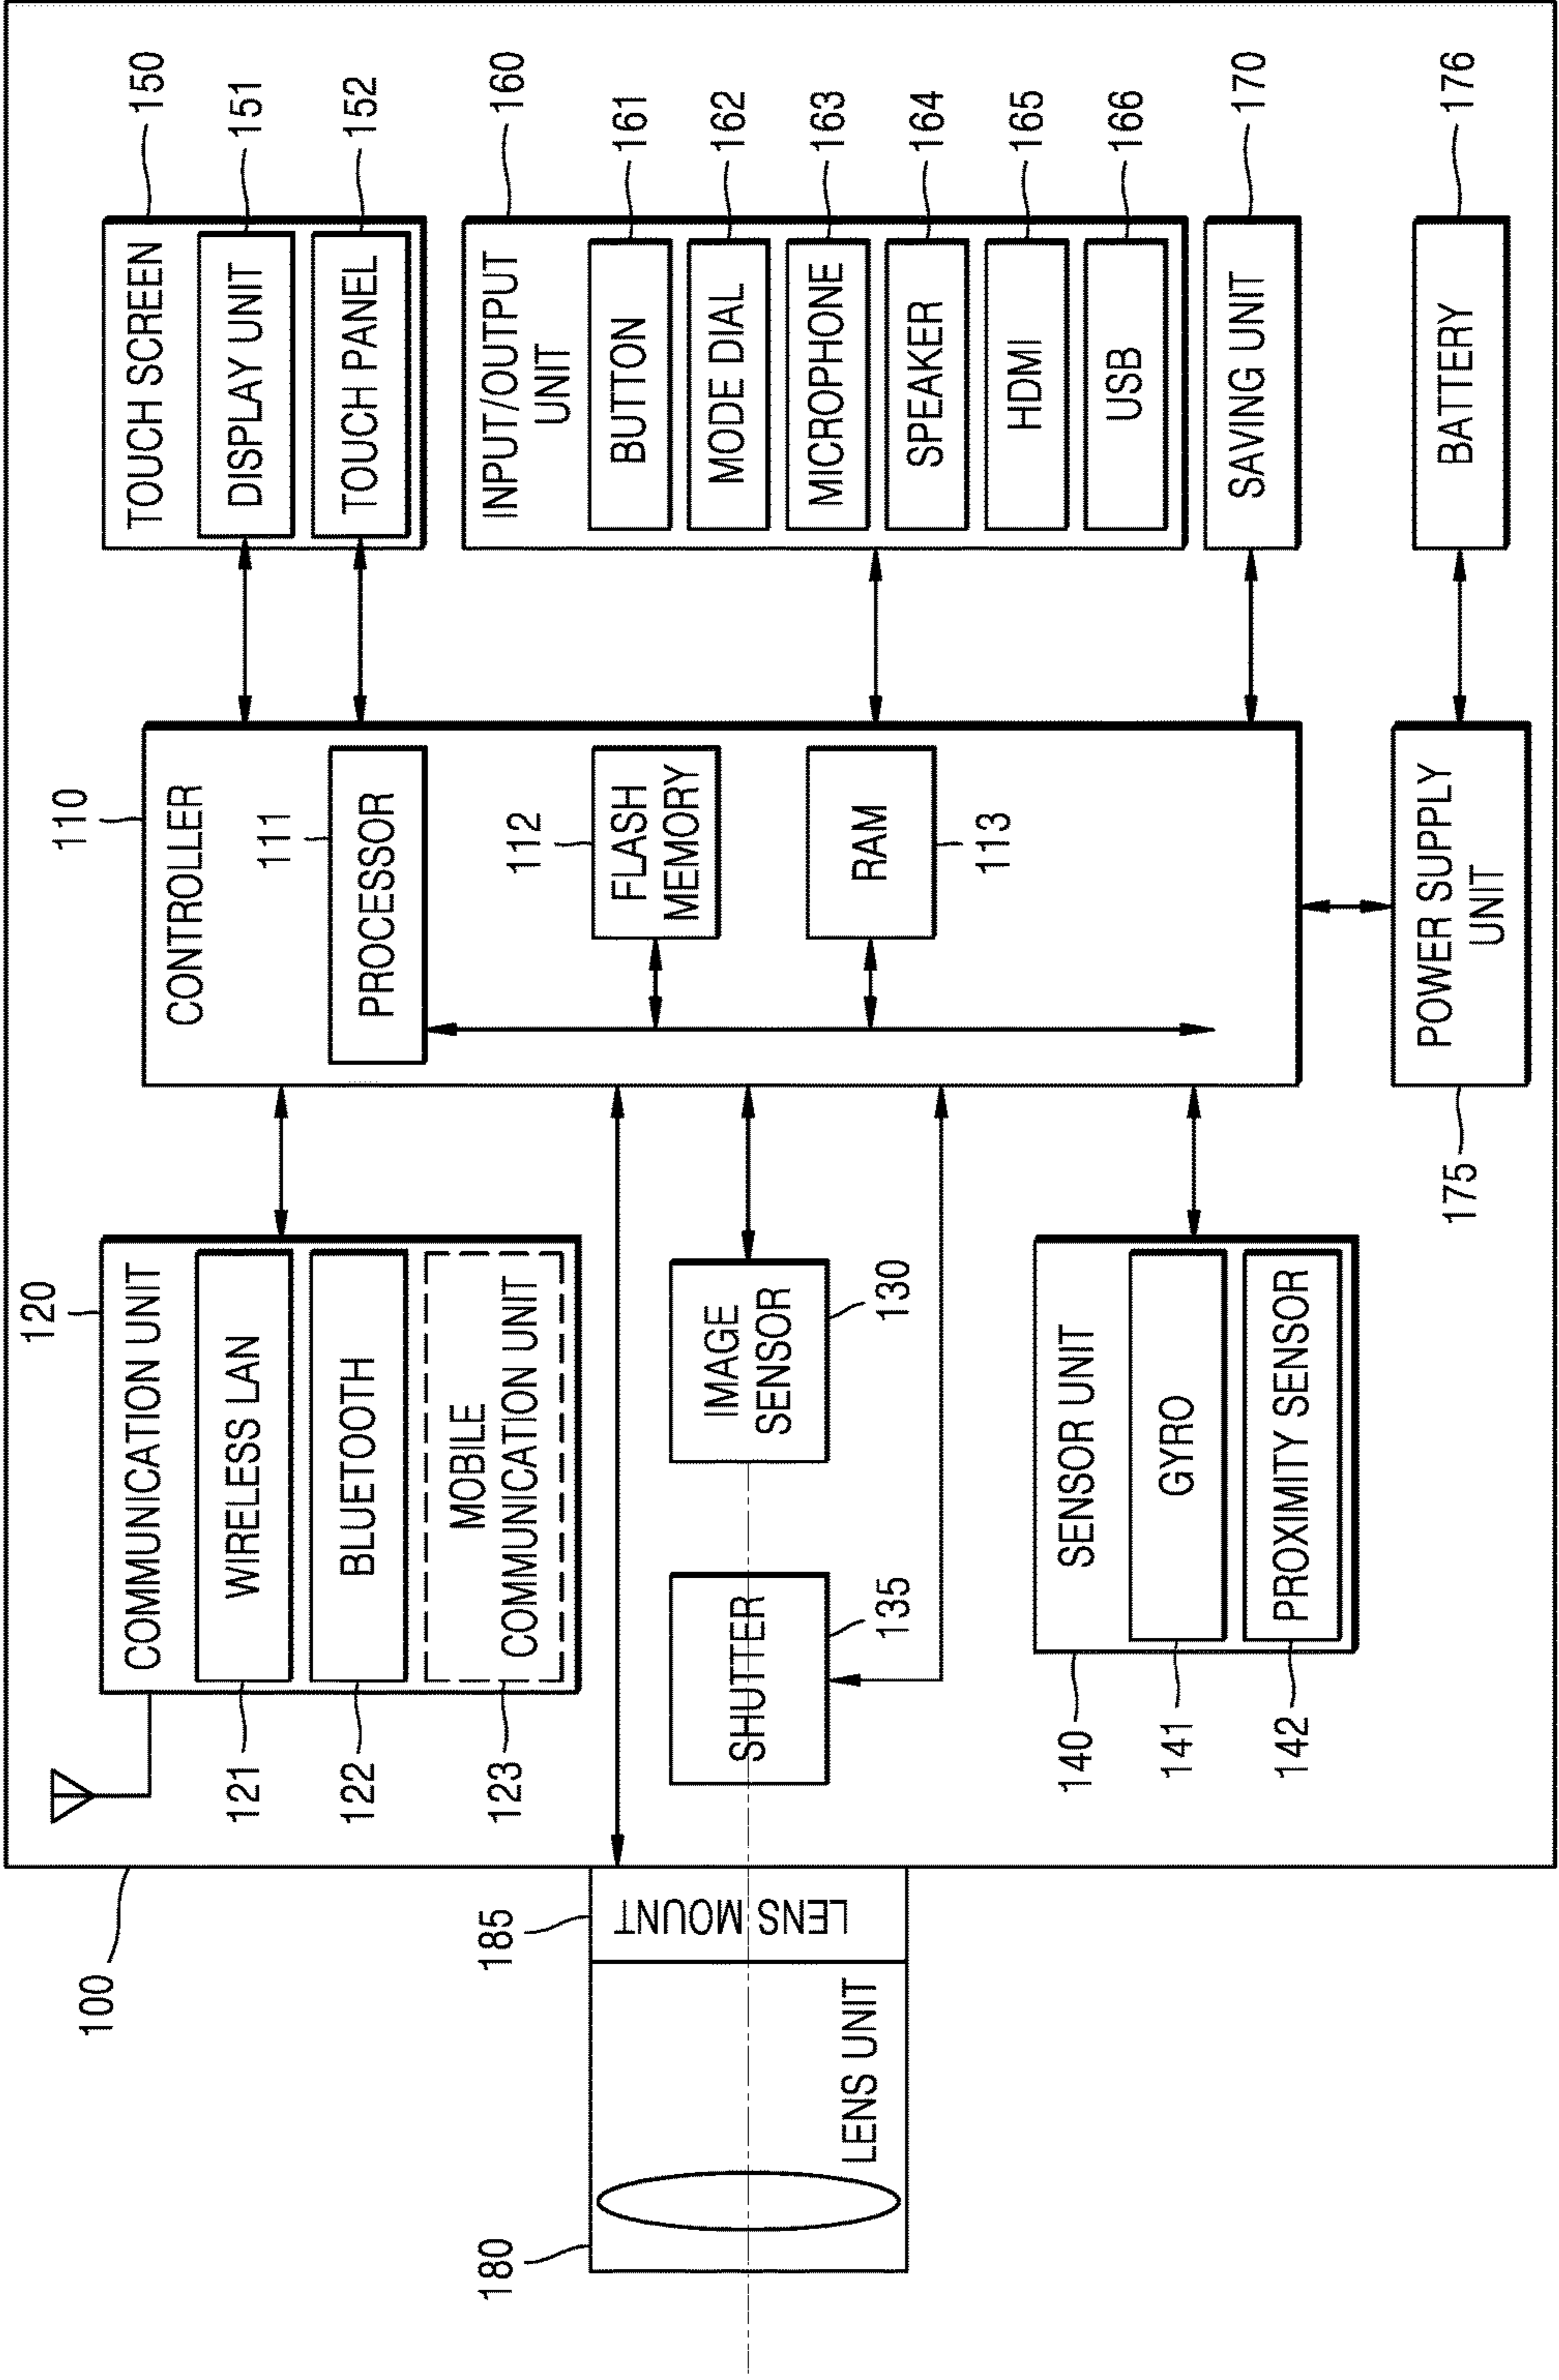 100
120
COMMUNICATION UNIT
WIRELESS LAN
121
BLUETOOTH
122
MOBILE
COMMUNICATION UNIT
123
110
CONTROLLER
111
PROCESSOR
112
FLASH
MEMORY
RAM
113
TOUCH SCREEN
150
DISPLAY UNIT
151
TOUCH PANEL
152
INPUT/OUTPUT
UNIT
160
BUTTON
161
MODE DIAL
162
MICROPHONE
163
SPEAKER
164
HDMI
165
USB
166
SAVING UNIT
170
BATTERY
176
POWER SUPPLY
UNIT
175
180
LENS UNIT
185
LENS MOUNT
SHUTTER
135
IMAGE
SENSOR
130
140
SENSOR UNIT
141
GYRO
142
PROXIMITY SENSOR